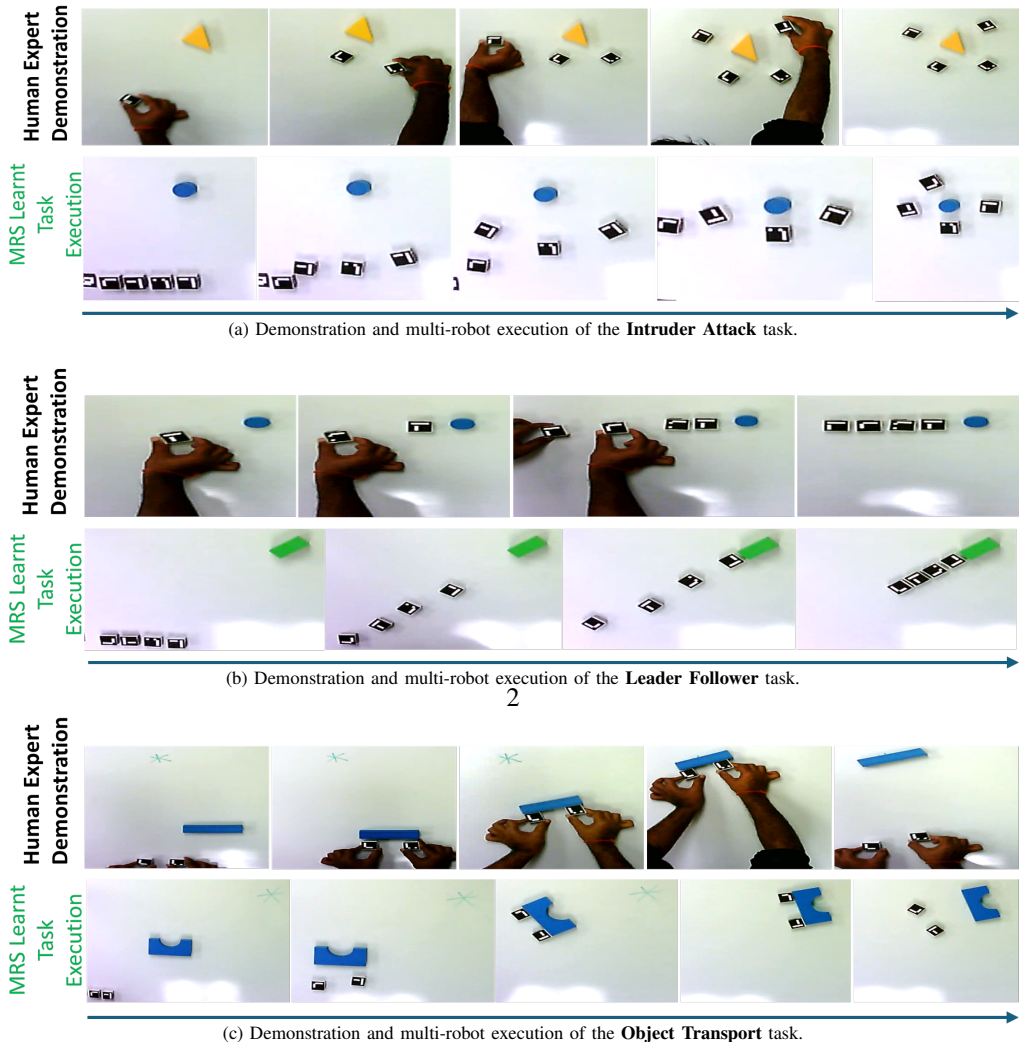 Human Expert
Demonstration
MRS Learnt
Task
Execution
(a) Demonstration and multi-robot execution of the Intruder Attack task.
Human Expert
Demonstration
MRS Learnt
Task
Execution
(b) Demonstration and multi-robot execution of the Leader Follower task.
2
Human Expert
Demonstration
MRS Learnt
Task
Execution
(c) Demonstration and multi-robot execution of the Object Transport task.